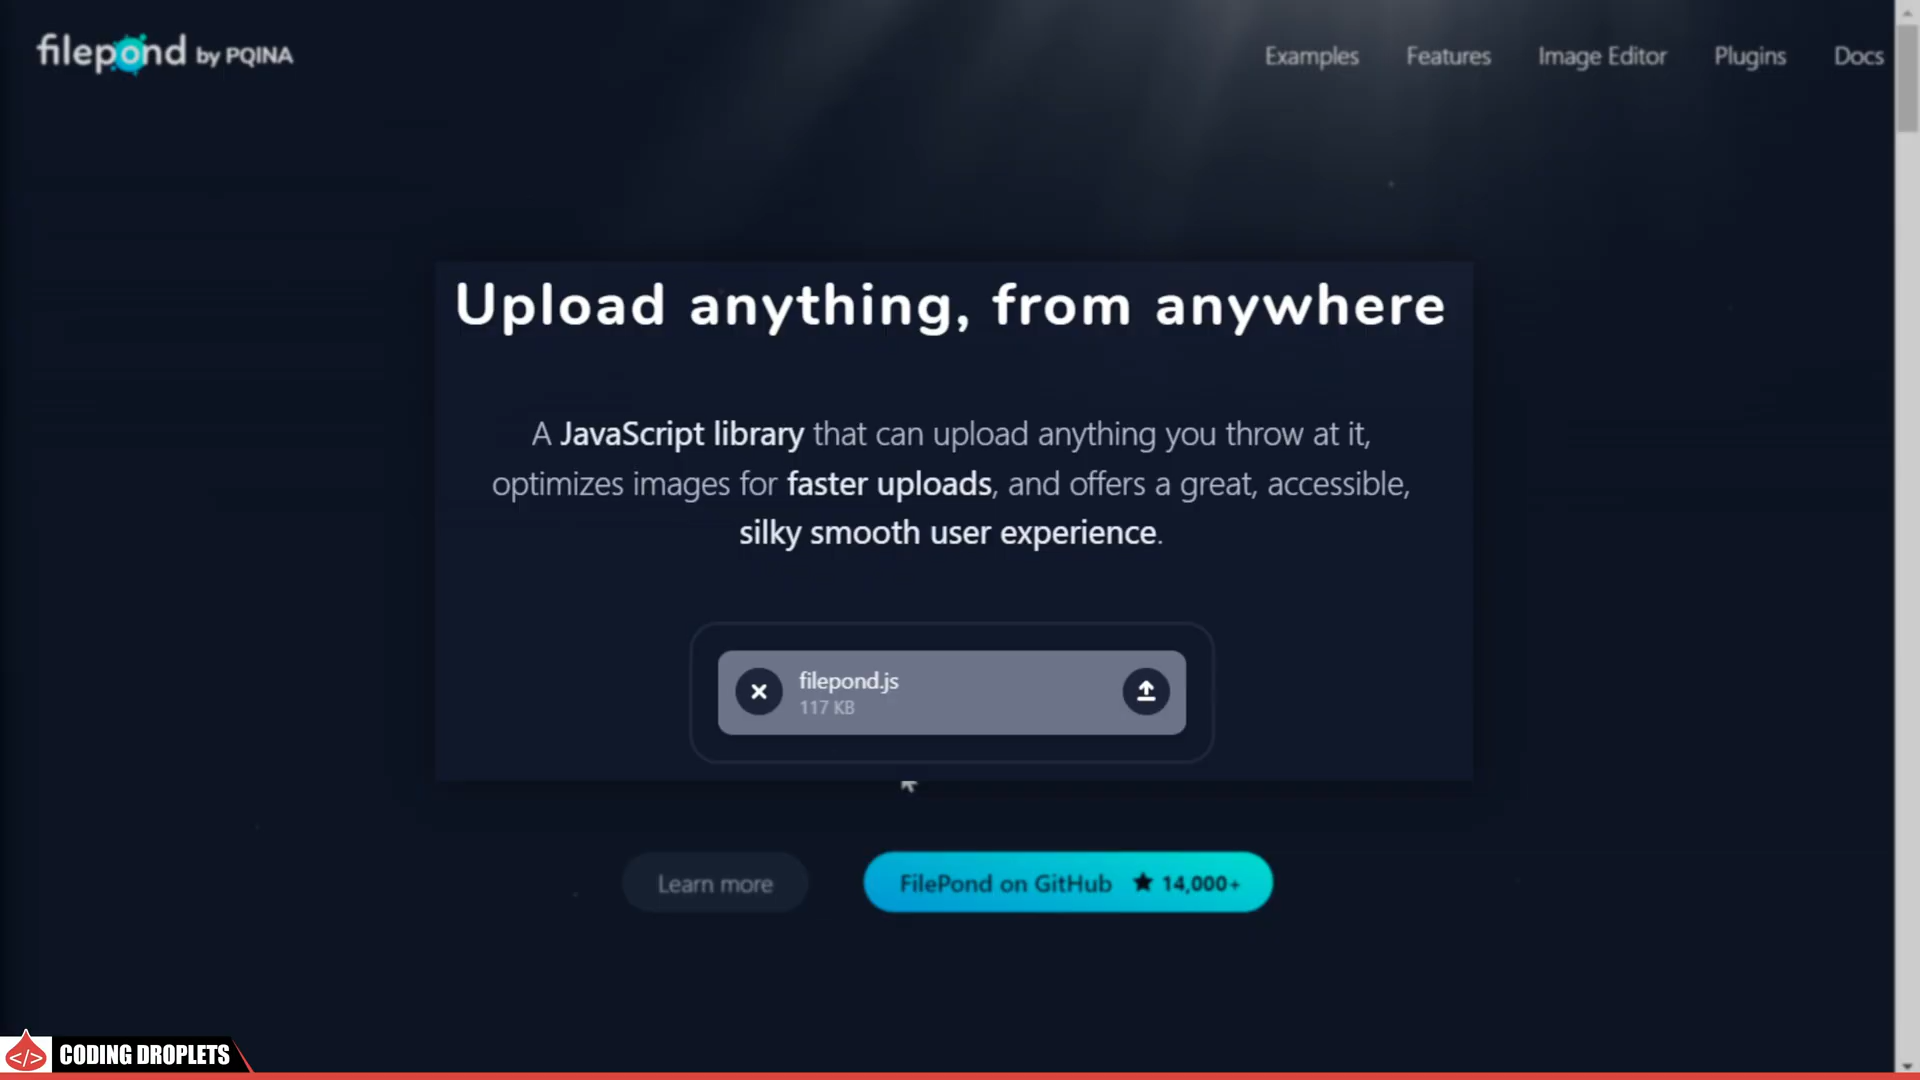 filepond by PQINA
Examples Features Image Editor Plugins Docs
Upload anything, from anywhere
A JavaScript library that can upload anything you throw at it,
optimizes images for faster uploads, and offers a great, accessible,
silky smooth user experience.
filepond.js
117 KB
Learn more
FilePond on GitHub ★ 14,000+
</> CODING DROPLETS